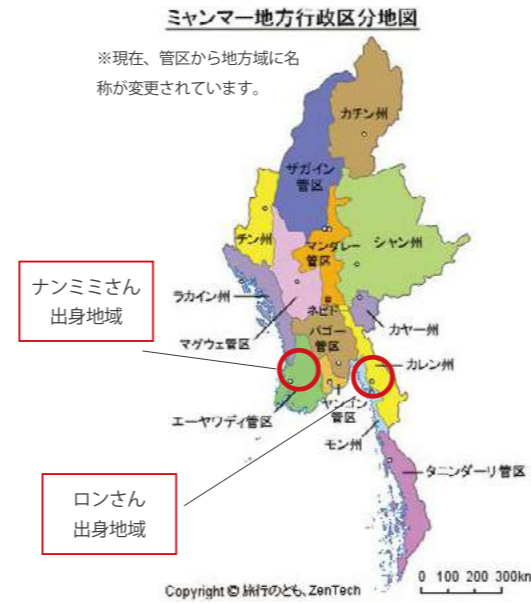 ミャンマー地方行政区分地図
※現在、管区から地方域に名
称が変更されています。
カチン州
ザガイン
管区
チン州
マンダレー
管区
シャン州
ナンミミさん
出身地域
ラカイン州
ネピド
カヤー州
マグウェ管区
バゴー
管区
カレン州
ヤンゴン
管区
エーヤワディ管区
モン州
ロンさん
出身地域
タニンダーリ管区
0 100 200 300km
Copyright © 旅行のとも、ZenTech